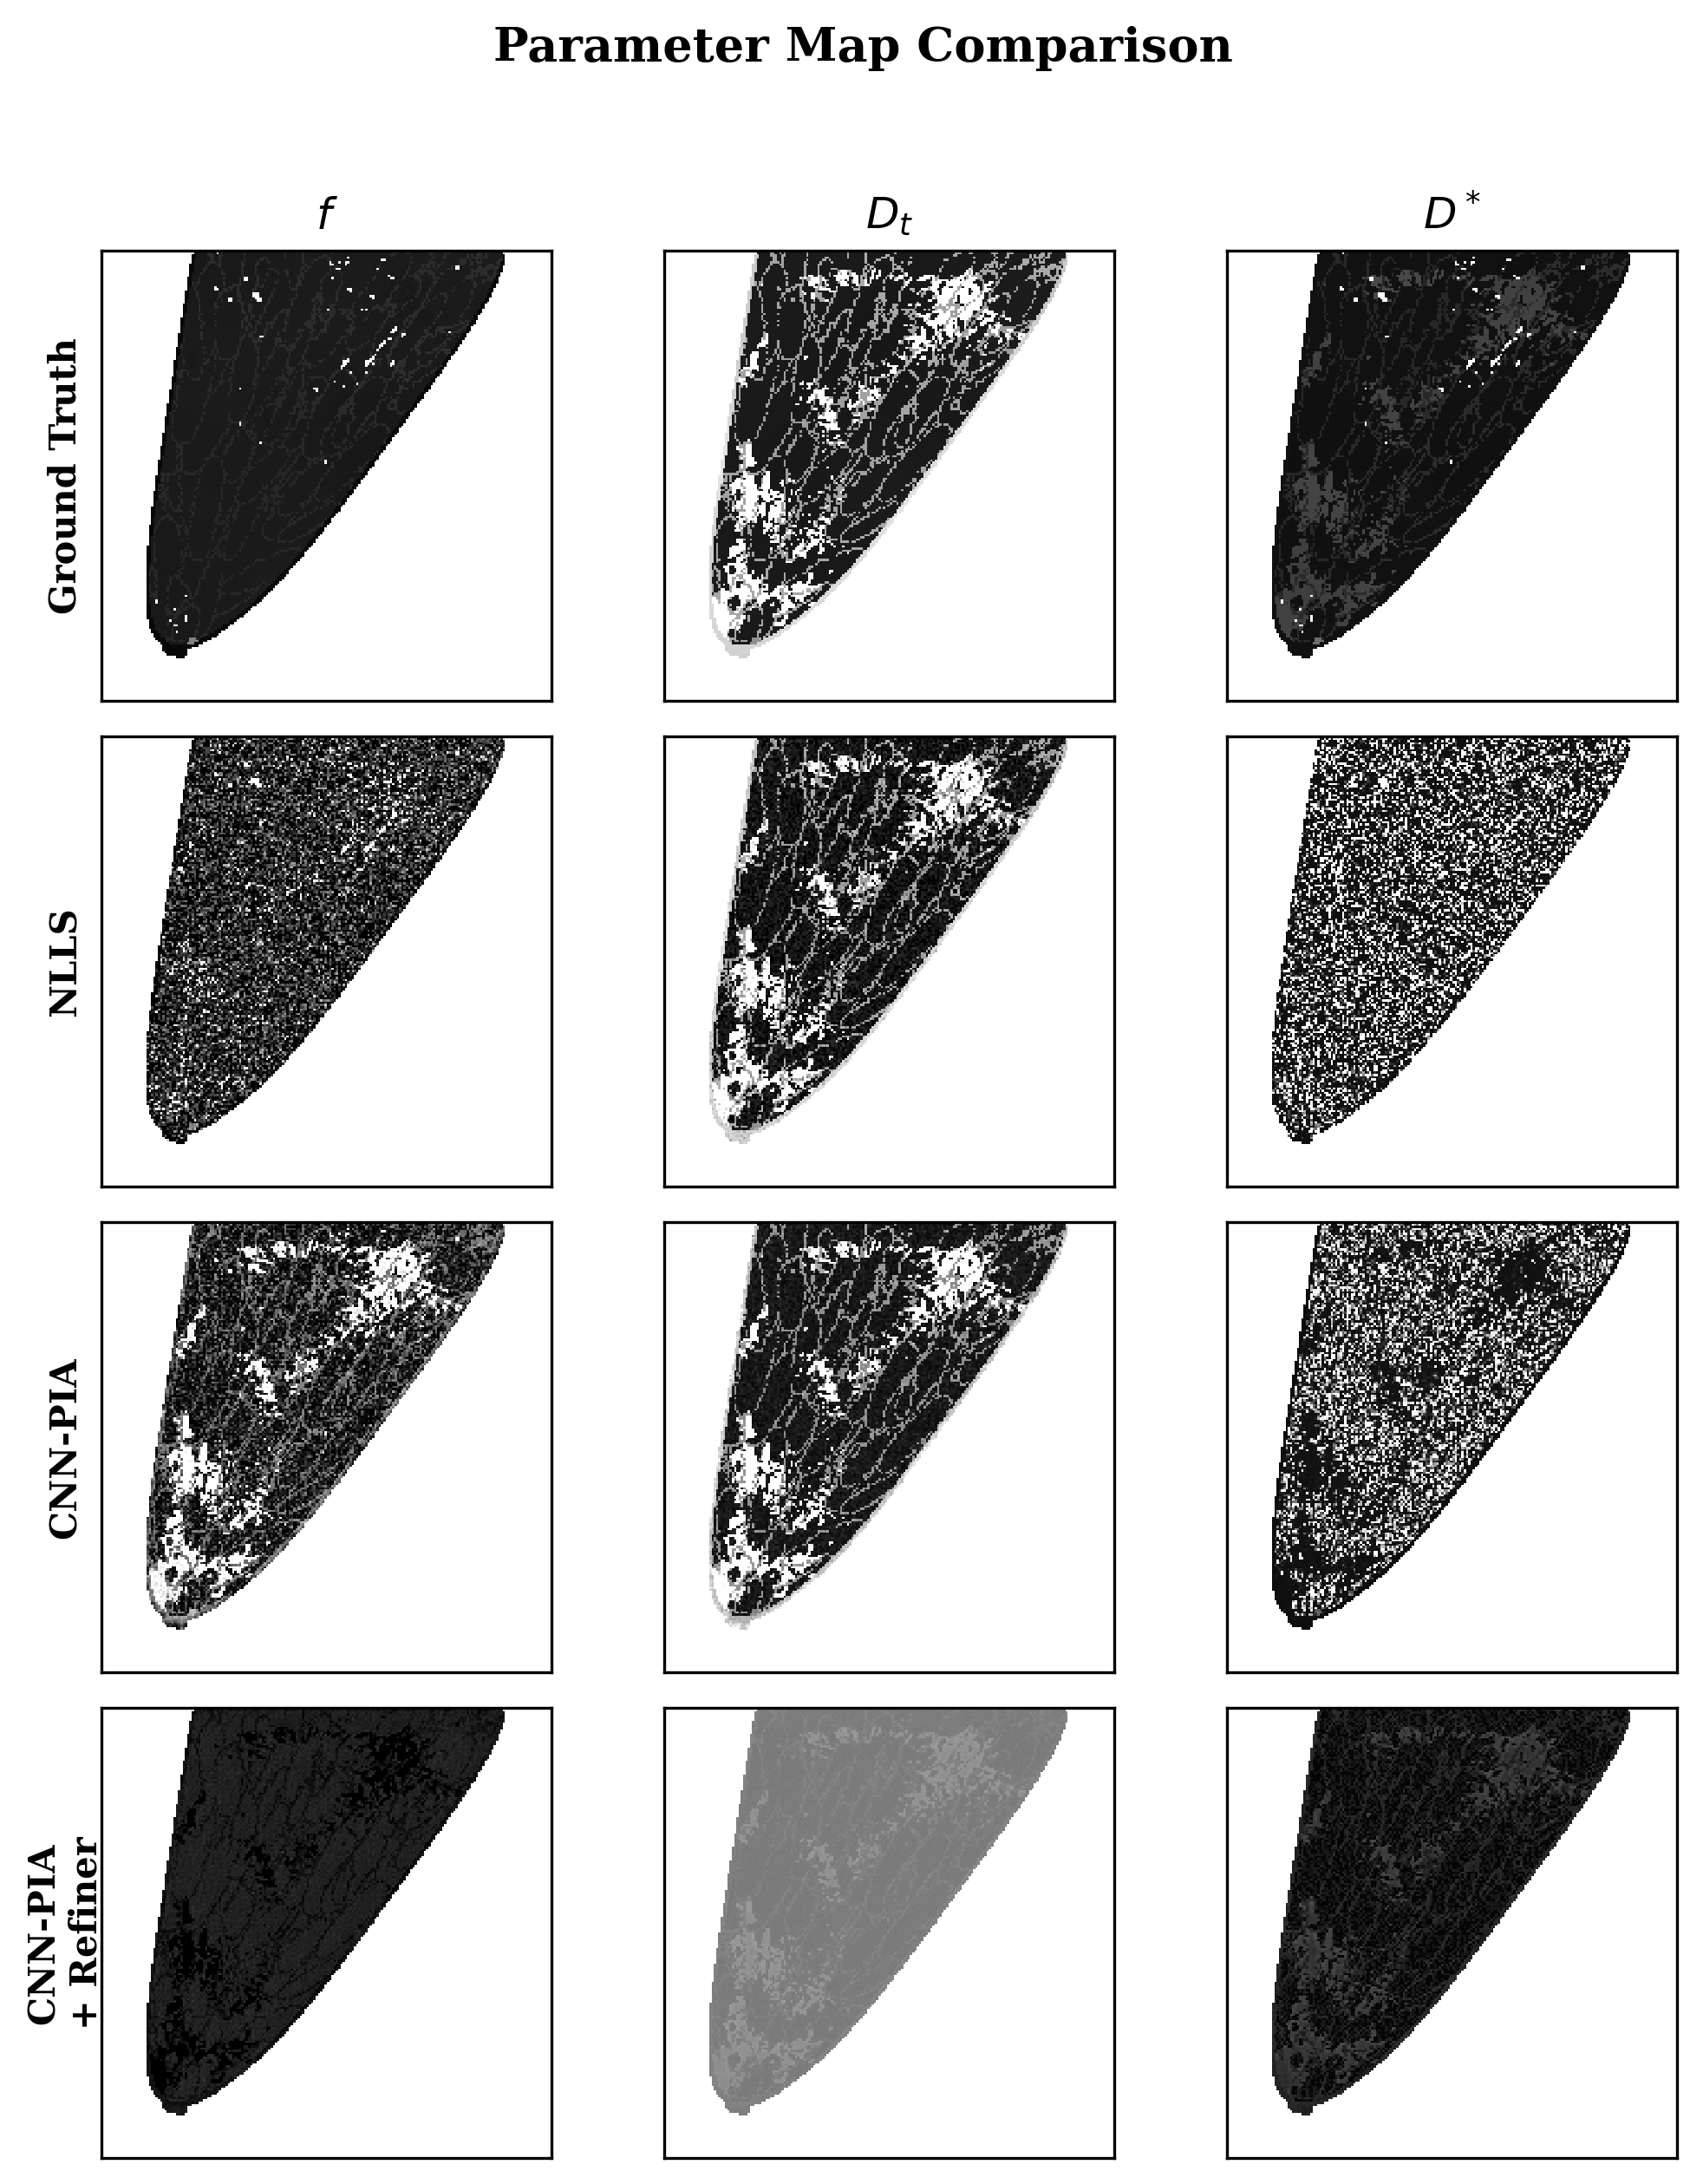 Parameter Map Comparison
f
D_t
D*
Ground Truth
NLLS
CNN-PIA
CNN-PIA
+ Refiner